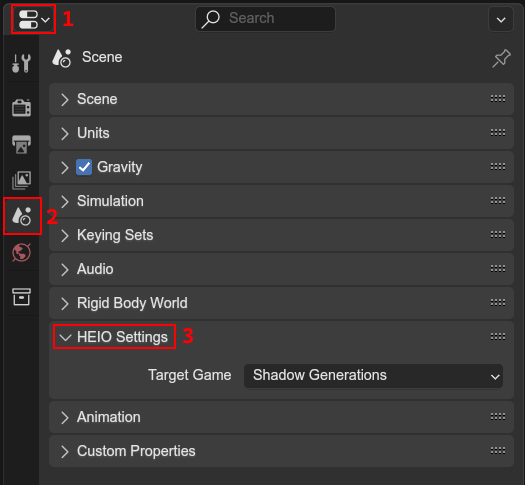 1
Search
Scene
Scene
Units
Gravity
Simulation
2
Keying Sets
Audio
Rigid Body World
HEIO Settings 3
Target Game Shadow Generations
Animation
Custom Properties